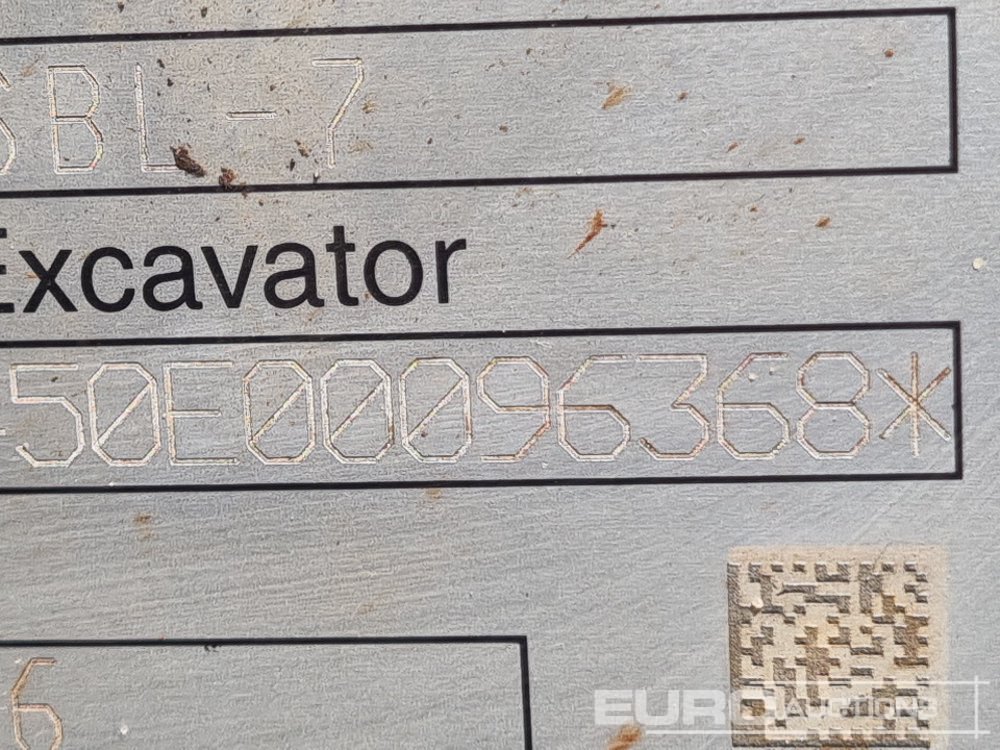 SBL-7
Excavator
50E00096368*
6
EURO AUCTIONS